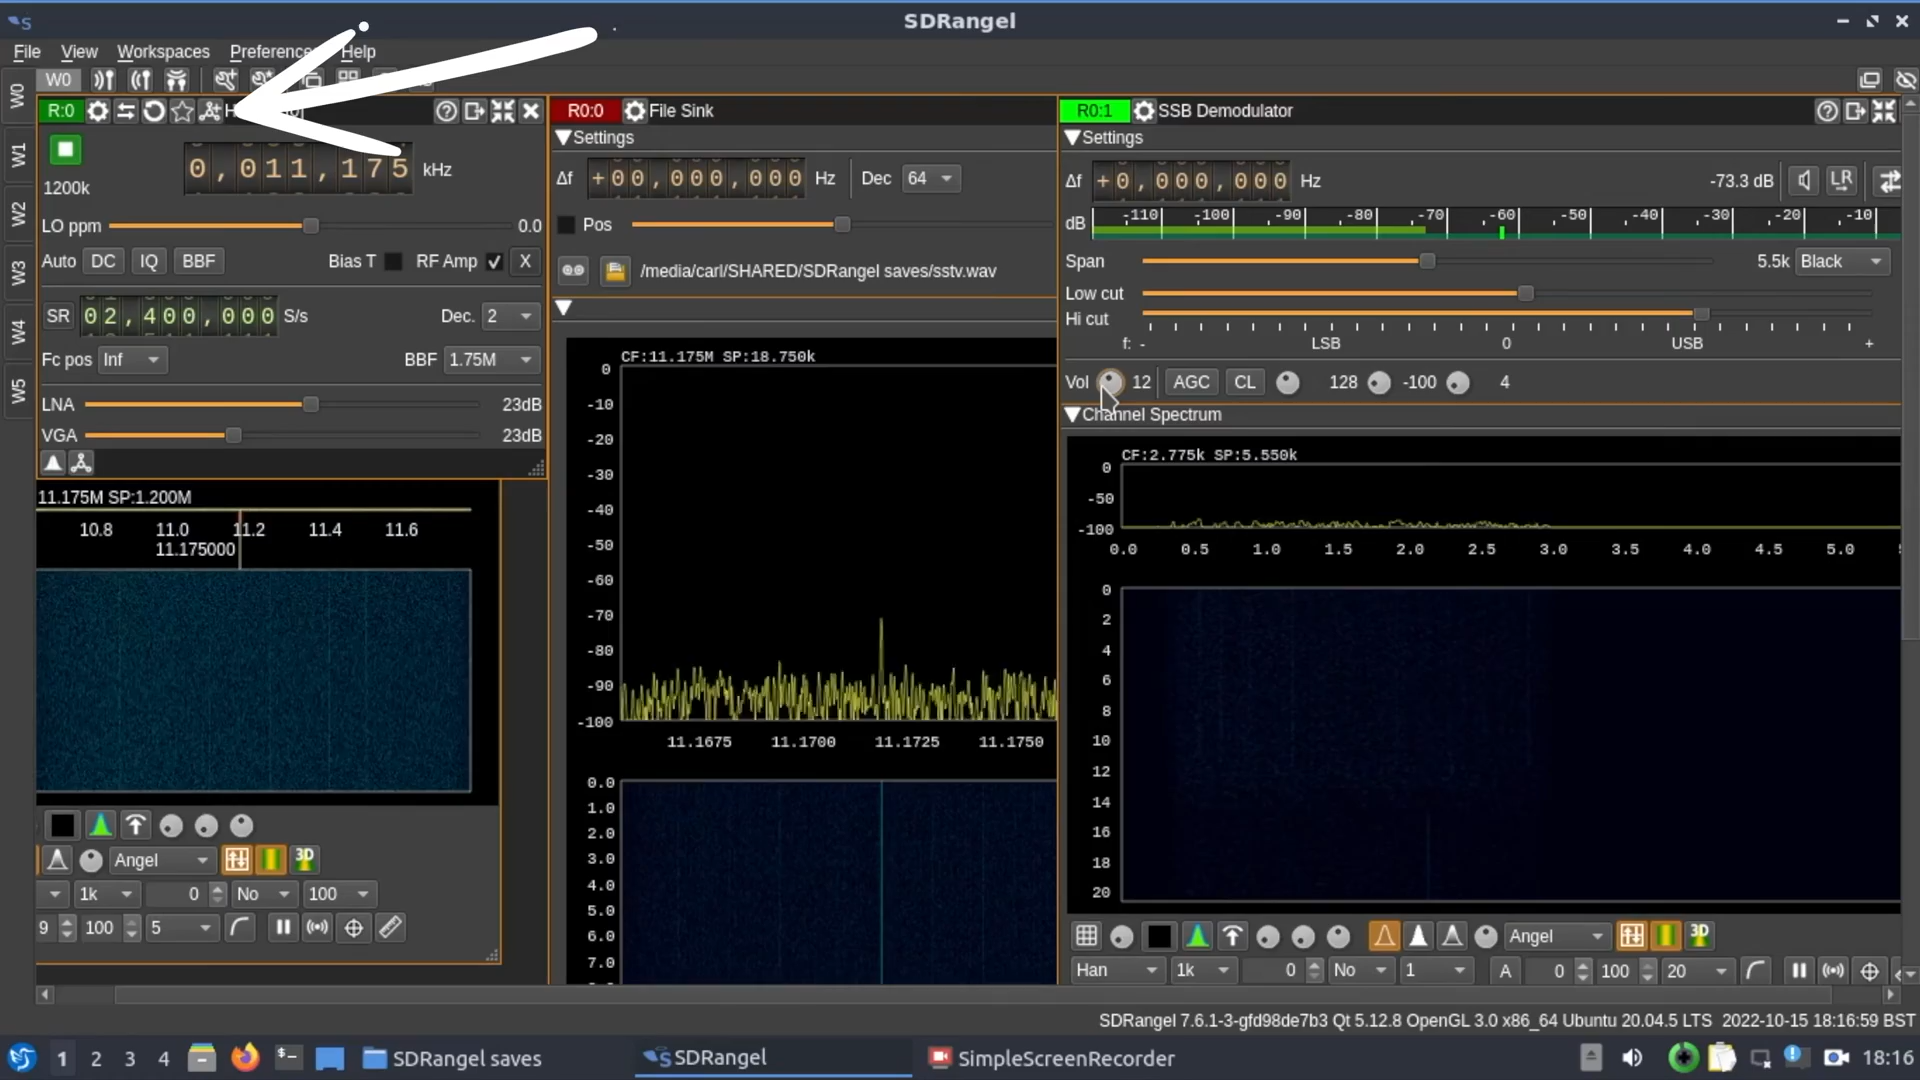 SDRangel
File View Workspaces Help
W0
W0
W1
W2
W3
W4
W5
R:0
0,011,175 kHz
1200k
LO ppm 0.0
Auto DC IQ BBF Bias T RF Amp X
SR 02,400,000 S/s Dec. 2
Fc pos Inf BBF 1.75M
LNA 23dB
VGA 23dB
11.175M SP:1.200M
10.8 11.0 11.2 11.4 11.6
11.175000
Angel 3D
1k 0 No 100
9 100 5
R0:0 File Sink
Settings
Δf +00,000,000 Hz Dec 64
Pos
/media/carl/SHARED/SDRangel saves/sstv.wav
CF:11.175M SP:18.750k
0
-10
-20
-30
-40
-50
-60
-70
-80
-90
-100
11.1675 11.1700 11.1725 11.1750
0.0
1.0
2.0
3.0
4.0
5.0
6.0
7.0
R0:1 SSB Demodulator
Settings
Δf +0,000,000 Hz -73.3 dB LR
dB -110 -100 -90 -80 -70 -60 -50 -40 -30 -20 -10
Span 5.5k Black
Low cut
Hi cut
f: - LSB 0 USB +
Vol 12 AGC CL 128 -100 4
Channel Spectrum
CF:2.775k SP:5.550k
0
-50
-100
0.0 0.5 1.0 1.5 2.0 2.5 3.0 3.5 4.0 4.5 5.0
0
2
4
6
8
10
12
14
16
18
20
Angel 3D
Han 1k 0 No 1 A 0 100 20
SDRangel 7.6.1-3-gfd98de7b3 Qt 5.12.8 OpenGL 3.0 x86_64 Ubuntu 20.04.5 LTS 2022-10-15 18:16:59 BST
1 2 3 4 SDRangel saves SDRangel SimpleScreenRecorder 18:16